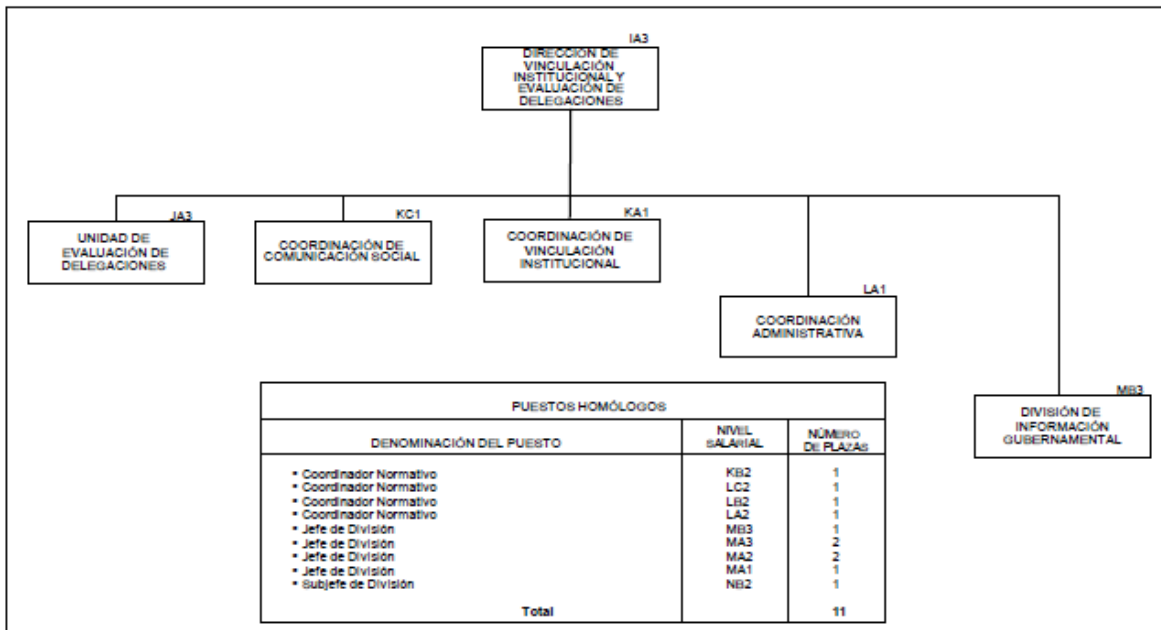 IA3
DIRECCIÓN DE
VINCULACIÓN
INSTITUCIONAL Y
EVALUACIÓN DE
DELEGACIONES
JA3
UNIDAD DE
EVALUACIÓN DE
DELEGACIONES
KC1
COORDINACIÓN DE
COMUNICACIÓN SOCIAL
KA1
COORDINACIÓN DE
VINCULACIÓN
INSTITUCIONAL
LA1
COORDINACIÓN
ADMINISTRATIVA
MB3
DIVISIÓN DE
INFORMACIÓN
GUBERNAMENTAL
PUESTOS HOMÓLOGOS
DENOMINACIÓN DEL PUESTO NIVEL SALARIAL NÚMERO DE PLAZAS
▪ Coordinador Normativo KB2 1
▪ Coordinador Normativo LC2 1
▪ Coordinador Normativo LB2 1
▪ Coordinador Normativo LA2 1
▪ Jefe de División MB3 1
▪ Jefe de División MA3 2
▪ Jefe de División MA2 2
▪ Jefe de División MA1 1
▪ Subjefe de División NB2 1
Total 11